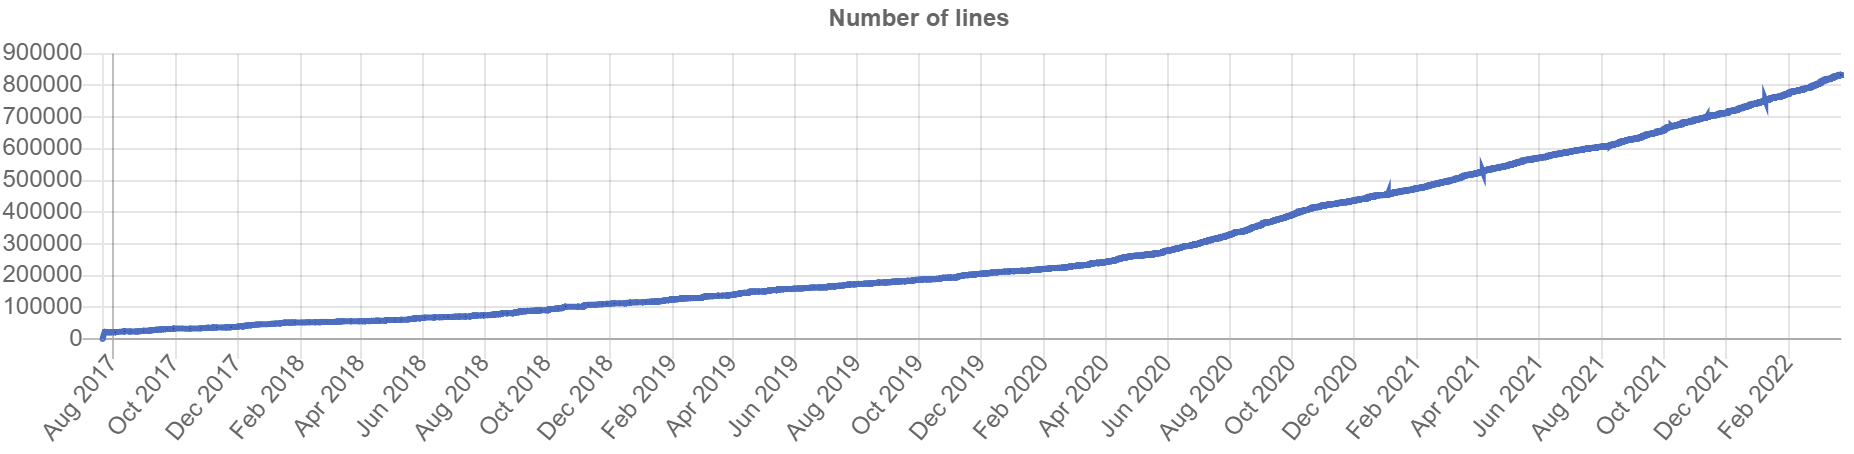 Number of lines
900000
800000
700000
600000
500000
400000
300000
200000
100000
0
Aug 2017
Oct 2017
Dec 2017
Feb 2018
Apr 2018
Jun 2018
Aug 2018
Oct 2018
Dec 2018
Feb 2019
Apr 2019
Jun 2019
Aug 2019
Oct 2019
Dec 2019
Feb 2020
Apr 2020
Jun 2020
Aug 2020
Oct 2020
Dec 2020
Feb 2021
Apr 2021
Jun 2021
Aug 2021
Oct 2021
Dec 2021
Feb 2022